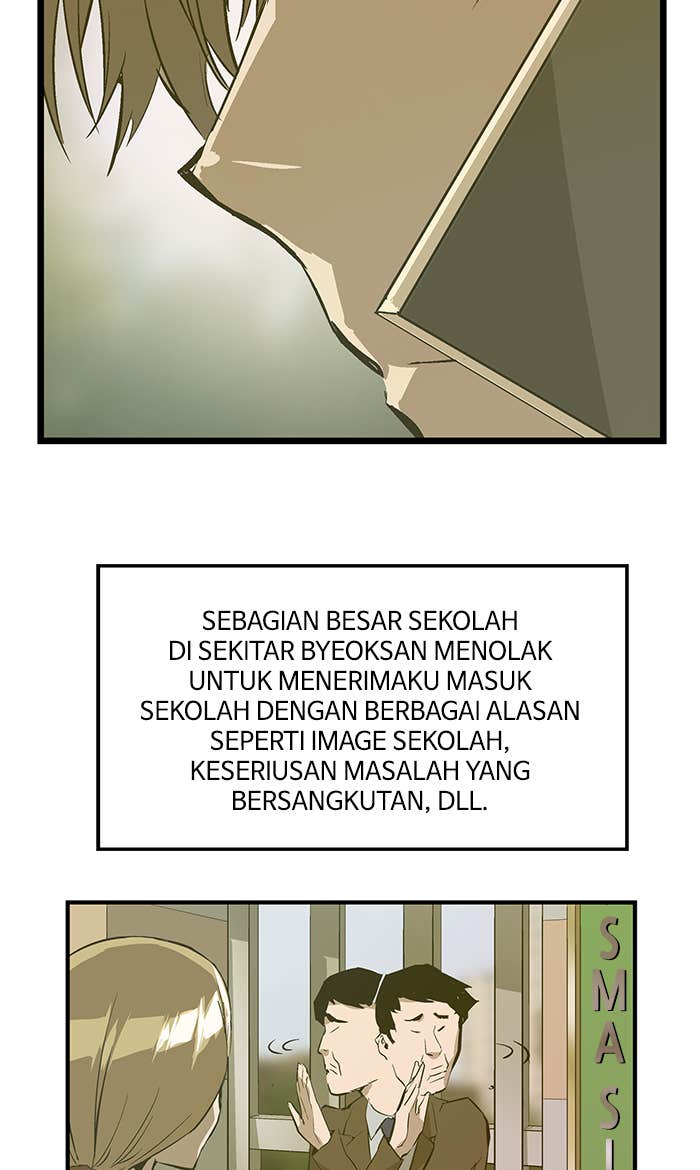 SEBAGIAN BESAR SEKOLAH
DI SEKITAR BYEOKSAN MENOLAK
UNTUK MENERIMAKU MASUK
SEKOLAH DENGAN BERBAGAI ALASAN
SEPERTI IMAGE SEKOLAH,
KESERIUSAN MASALAH YANG
BERSANGKUTAN, DLL.
SMA